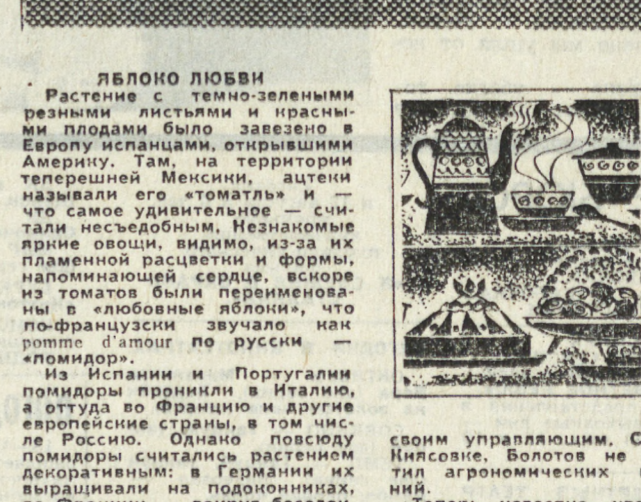 ЯБЛОКО ЛЮБВИ
Растение с темно-зелеными
резными листьями и красны-
ми плодами было завезено в
Европу испанцами, открывшими
Америку. Там, на территории
теперешней Мексики, ацтеки
называли его «томатль» и —
что самое удивительное — счи-
тали несъедобным. Незнакомые
яркие овощи, видимо, из-за их
пламенной расцветки и формы,
напоминающей сердце, вскоре
из томатов были переименова-
ны в «любовные яблоки», что
по-французски звучало как
pomme d'amour по русски —
«помидор».
Из Испании и Португалии
помидоры проникли в Италию,
а оттуда во Францию и другие
европейские страны, в том чис-
ле Россию. Однако повсюду
помидоры считались растением
декоративным: в Германии их
выращивали на подоконниках,
своим управляющим. С
Киясовке, Болотов не
тил агрономических
ний.